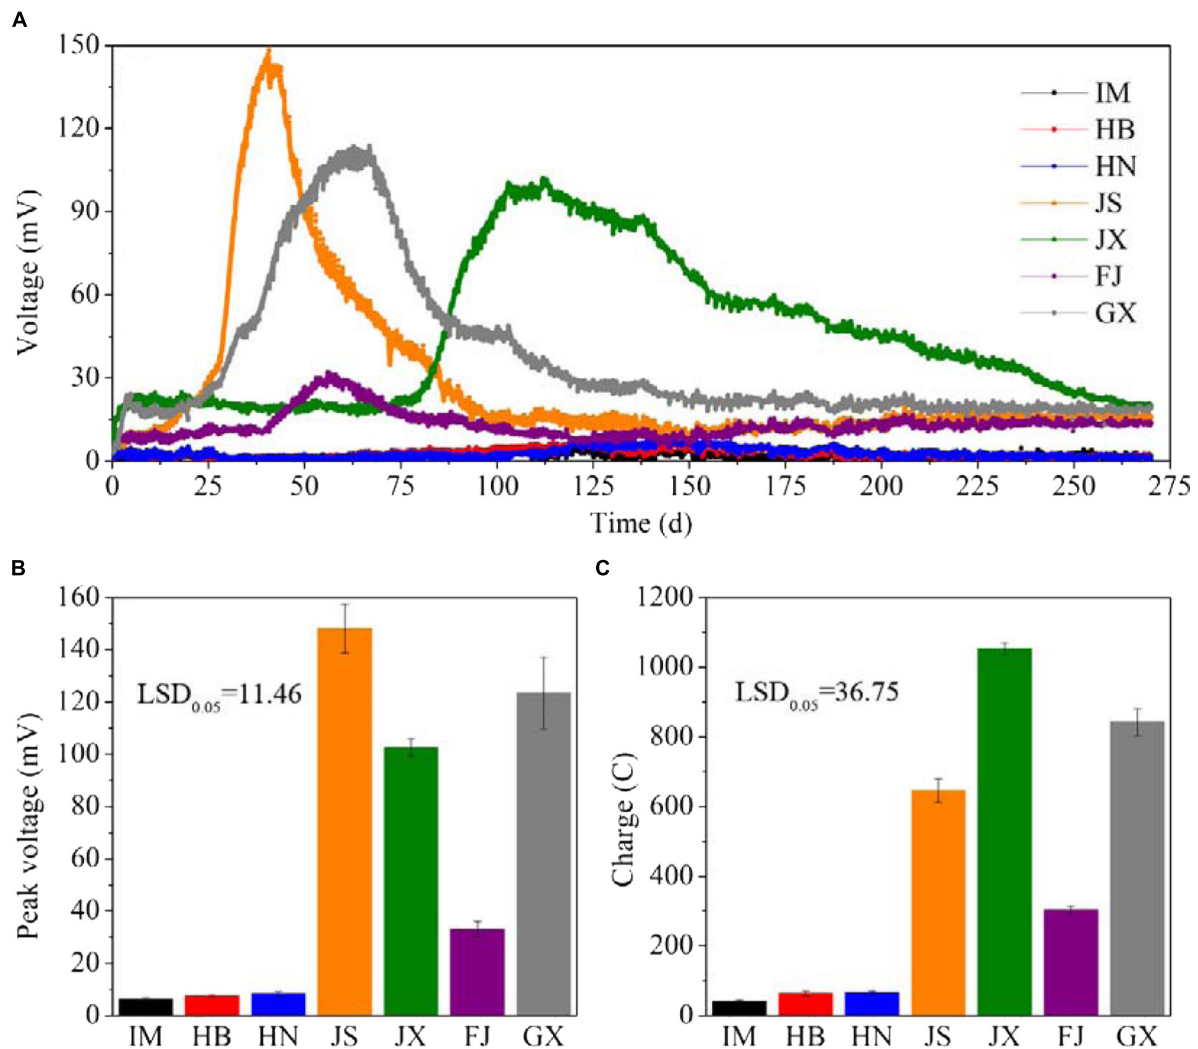 A
150
120
90
60
30
0
Voltage (mV)
0 25 50 75 100 125 150 175 200 225 250 275
Time (d)
IM
HB
HN
JS
JX
FJ
GX
B
160
140
120
100
80
60
40
20
0
Peak voltage (mV)
LSD0.05=11.46
IM HB HN JS JX FJ GX
C
1200
1000
800
600
400
200
0
Charge (C)
LSD0.05=36.75
IM HB HN JS JX FJ GX